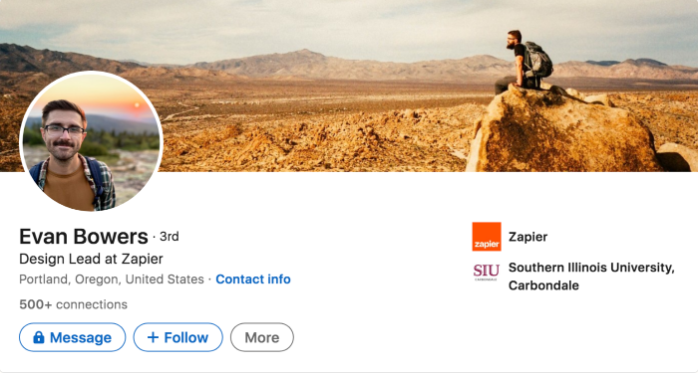 Evan Bowers · 3rd
Design Lead at Zapier
Portland, Oregon, United States · Contact info
500+ connections
Message
+ Follow
More
zapier
Zapier
SIU
Southern Illinois University,
Carbondale